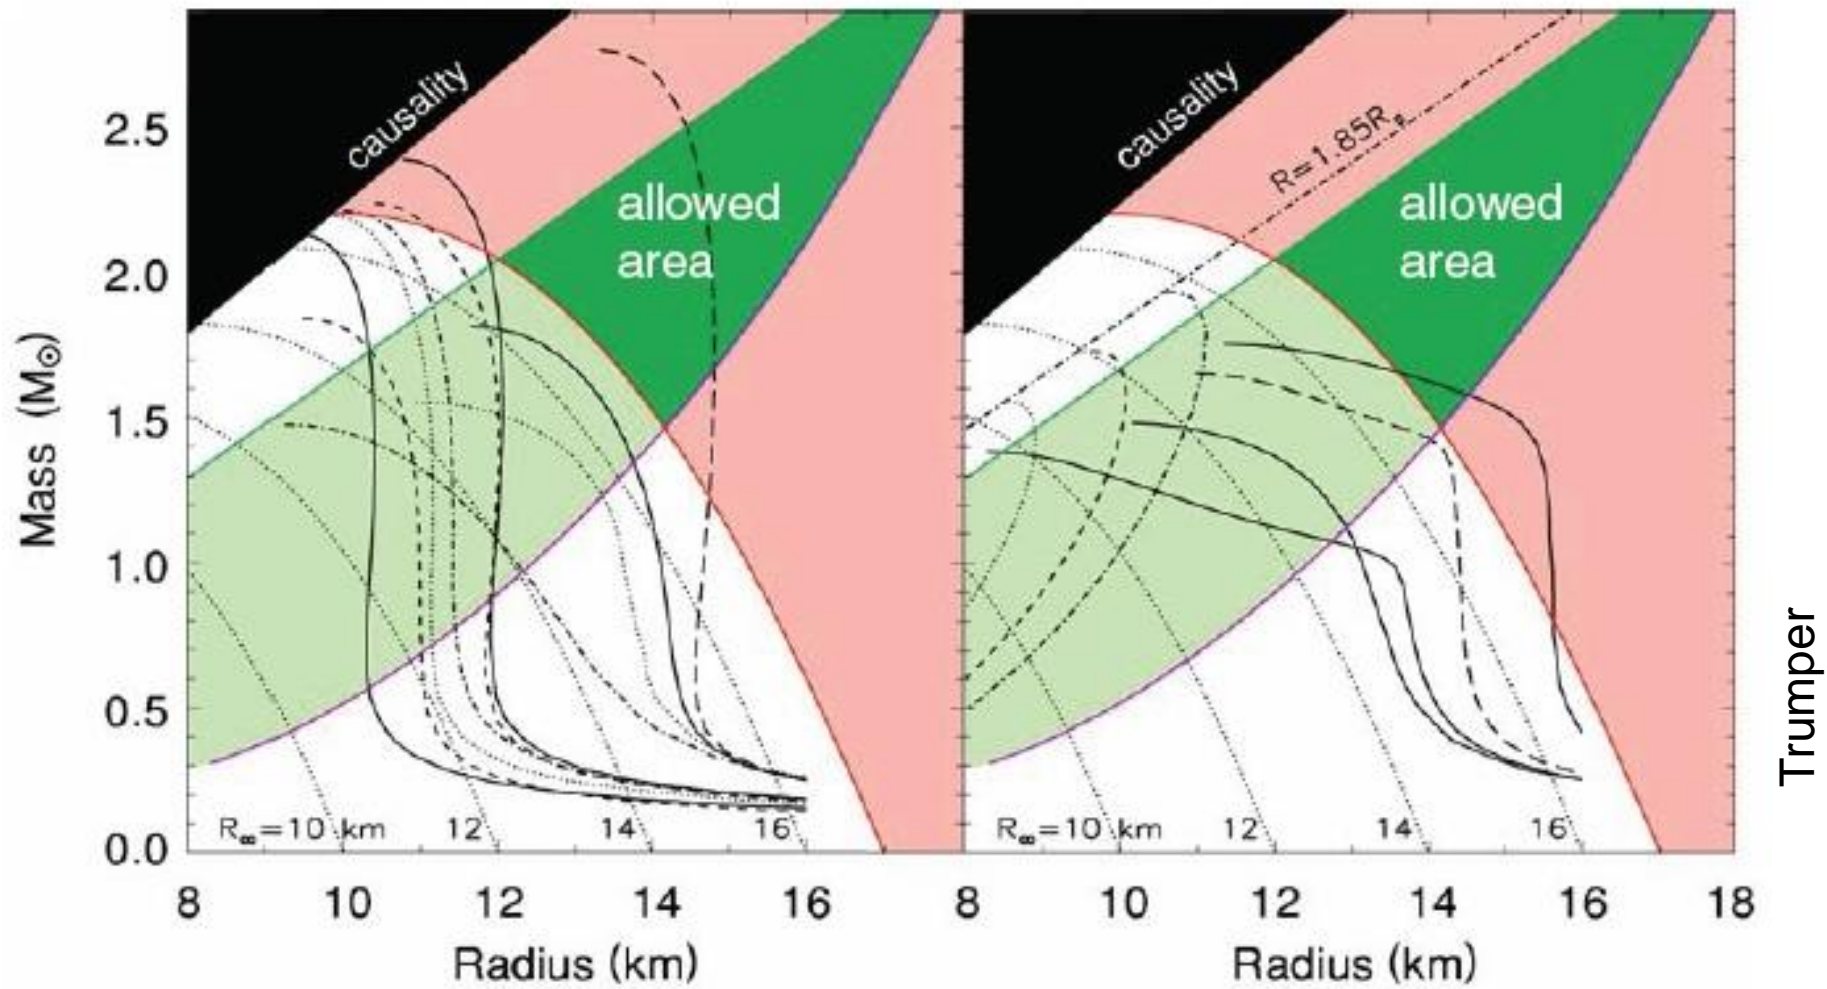 causality
allowed
area
R∞=10 km
12
14
16
2.5
2.0
1.5
1.0
0.5
0.0
Mass (M⊙)
8 10 12 14 16
Radius (km)
causality
R=1.85R
allowed
area
R∞=10 km
12
14
16
8 10 12 14 16 18
Radius (km)
Trumper